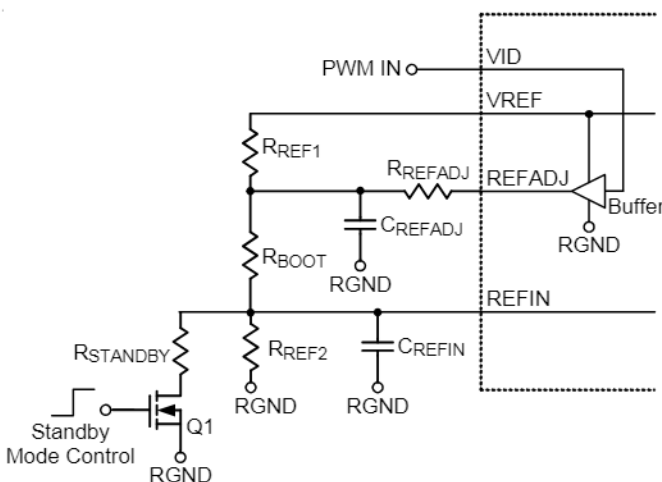 PWM IN
VID
VREF
RREF1
RREFADJ
REFADJ
Buffer
CREFADJ
RGND
RGND
RBOOT
REFIN
RSTANDBY
RREF2
CREFIN
RGND
RGND
Q1
Standby
Mode Control
RGND